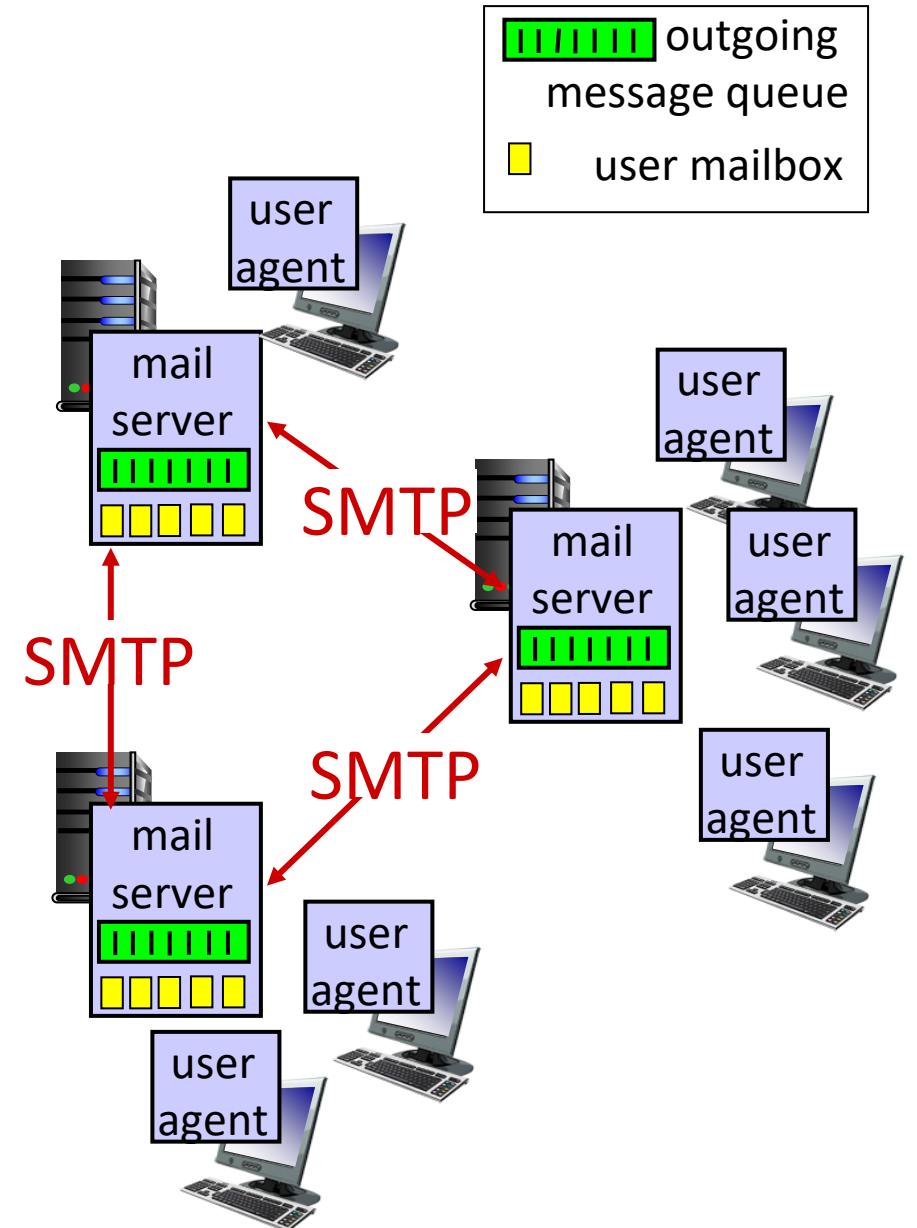 outgoing
message queue
user mailbox
user
agent
mail
server
SMTP
user
agent
mail
server
user
agent
SMTP
SMTP
user
agent
mail
server
user
agent
user
agent